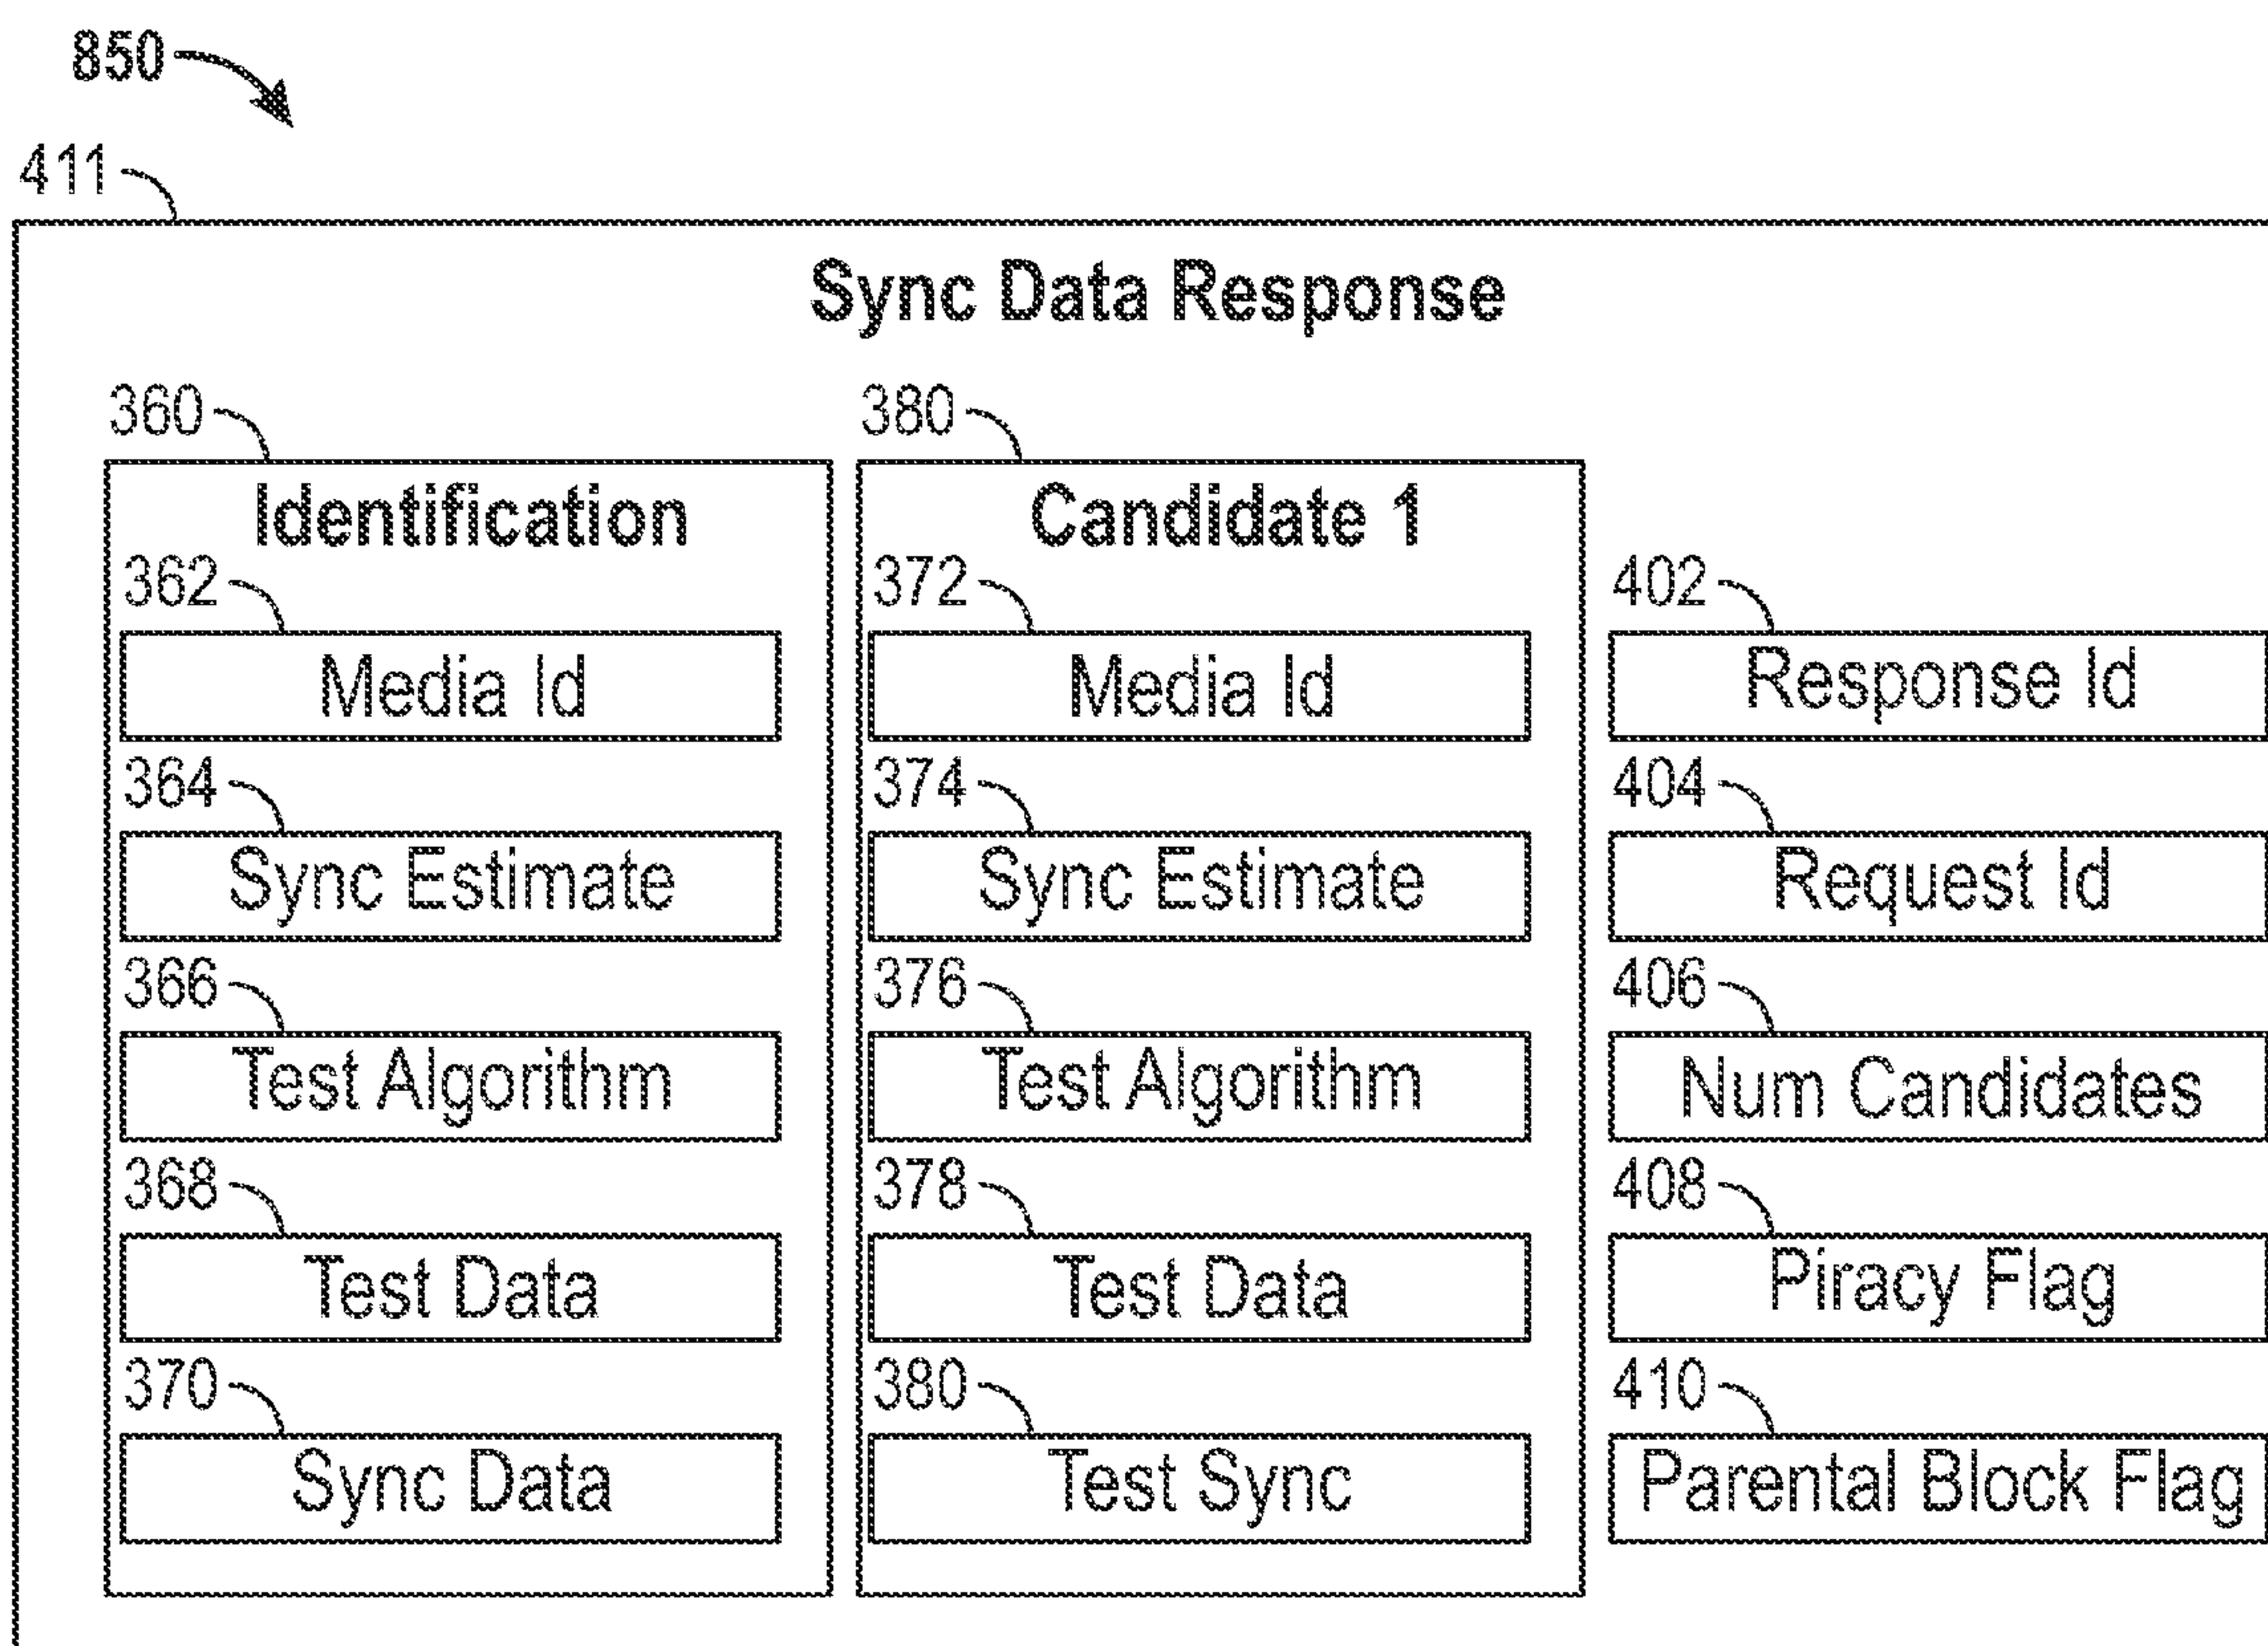 850
411
Sync Data Response
360 380
Identification Candidate 1
362 372 402
Media Id Media Id Response Id
364 374 404
Sync Estimate Sync Estimate Request Id
366 376 406
Test Algorithm Test Algorithm Num Candidates
368 378 408
Test Data Test Data Piracy Flag
370 380 410
Sync Data Test Sync Parental Block Flag